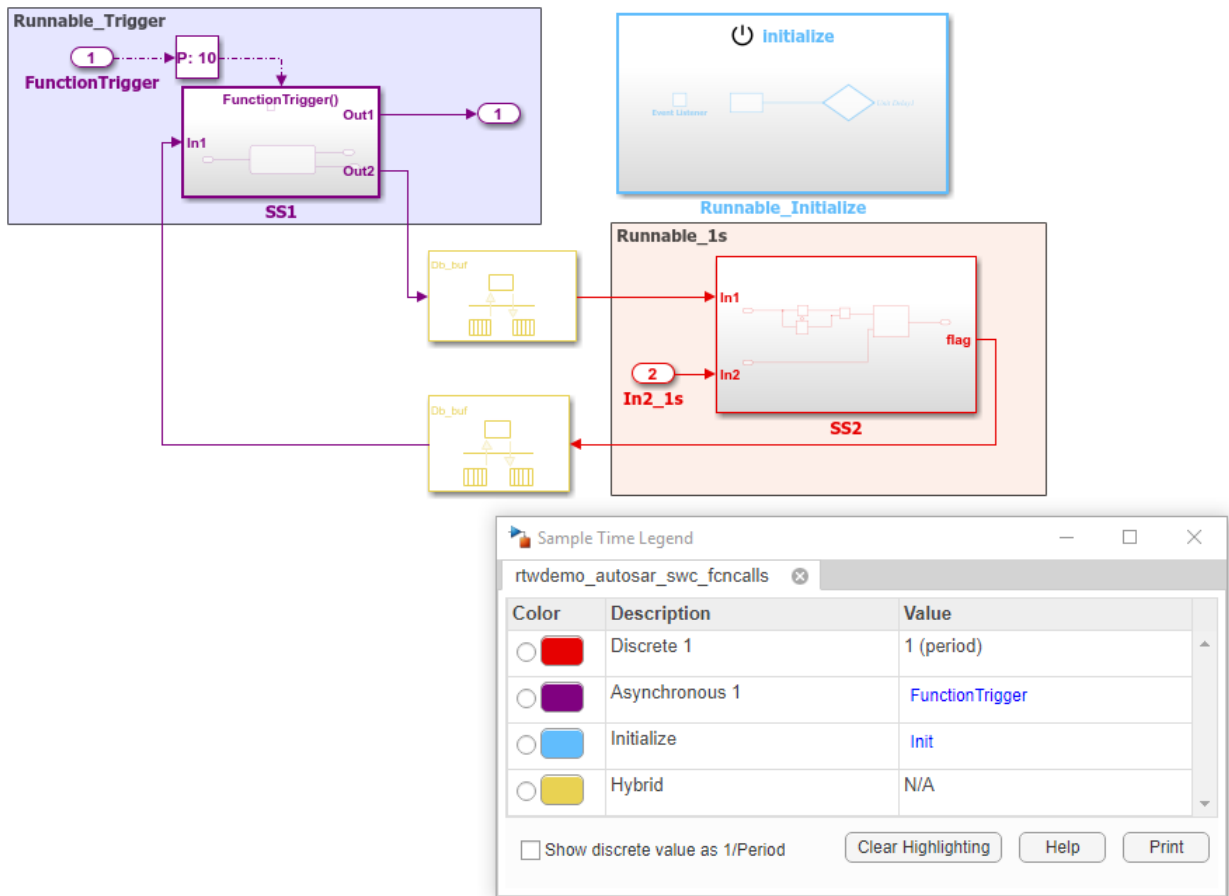 Runnable_Trigger
1
FunctionTrigger
P: 10
FunctionTrigger()
Out1
In1
Out2
SS1
1
initialize
Event Listener
Runnable_Initialize
Db_buf
Db_buf
Runnable_1s
In1
flag
In2
2
In2_1s
SS2
Sample Time Legend
rtwdemo_autosar_swc_fcncalls
Color Description Value
Discrete 1 1 (period)
Asynchronous 1 FunctionTrigger
Initialize Init
Hybrid N/A
Show discrete value as 1/Period Clear Highlighting Help Print